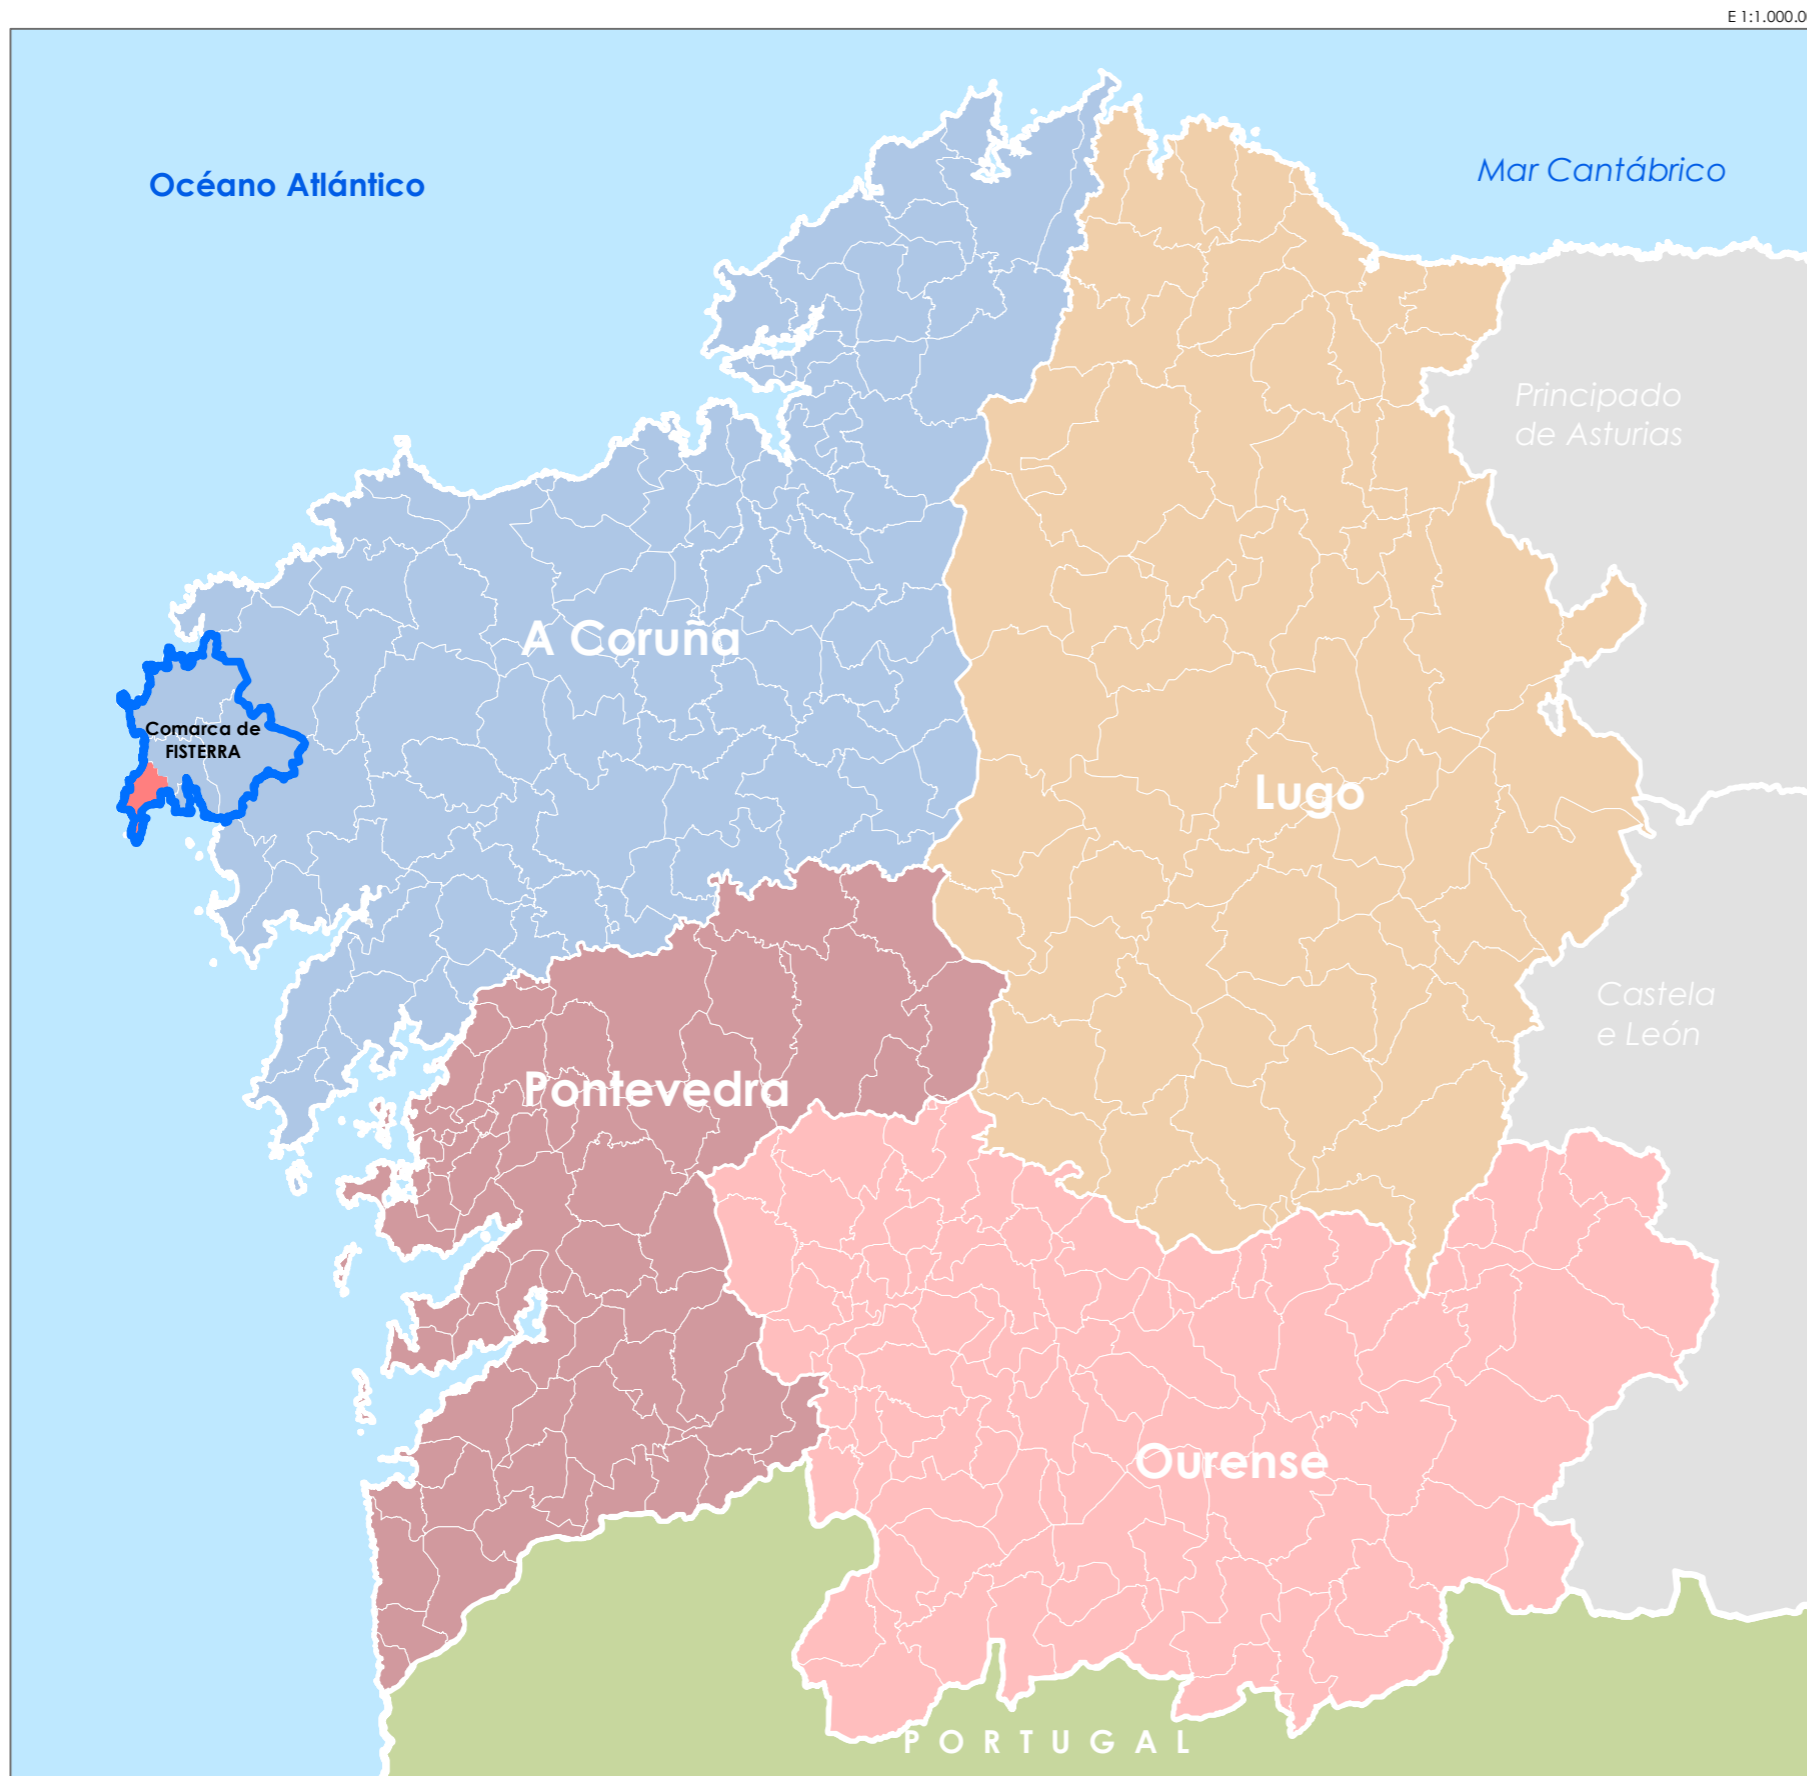 E 1:1.000.0
Océano Atlántico
Mar Cantábrico
Principado
de Asturias
A Coruña
Comarca de
FISTERRA
Lugo
Castela
e León
Pontevedra
Ourense
PORTUGAL